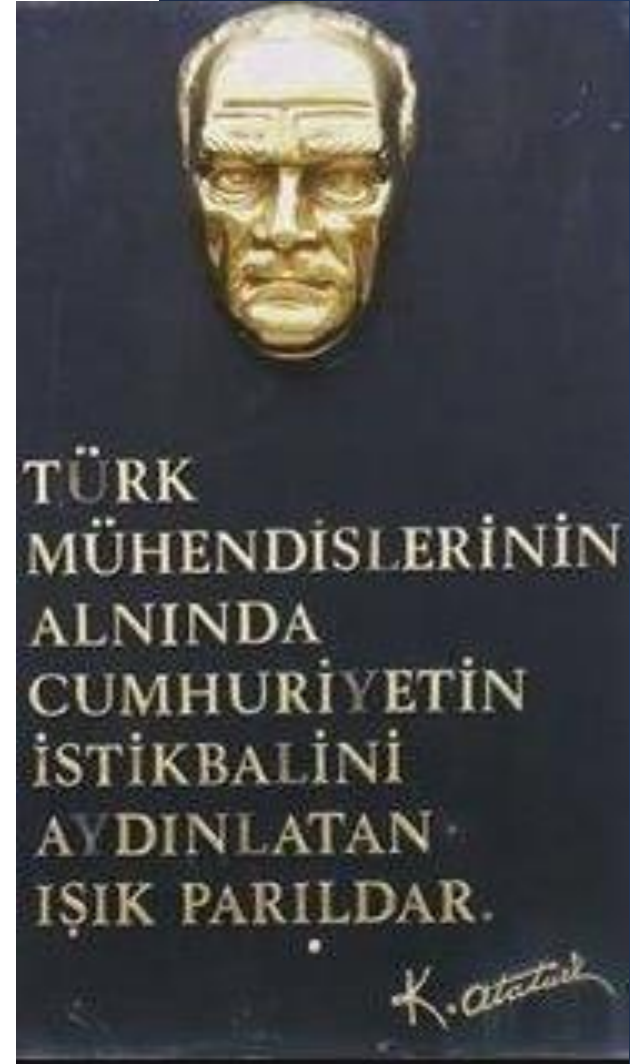 TÜRK
MÜHENDİSLERİNİN
ALNINDA
CUMHURİYETİN
İSTİKBALİNİ
AYDINLATAN
IŞIK PARILDAR.
K. Atatürk